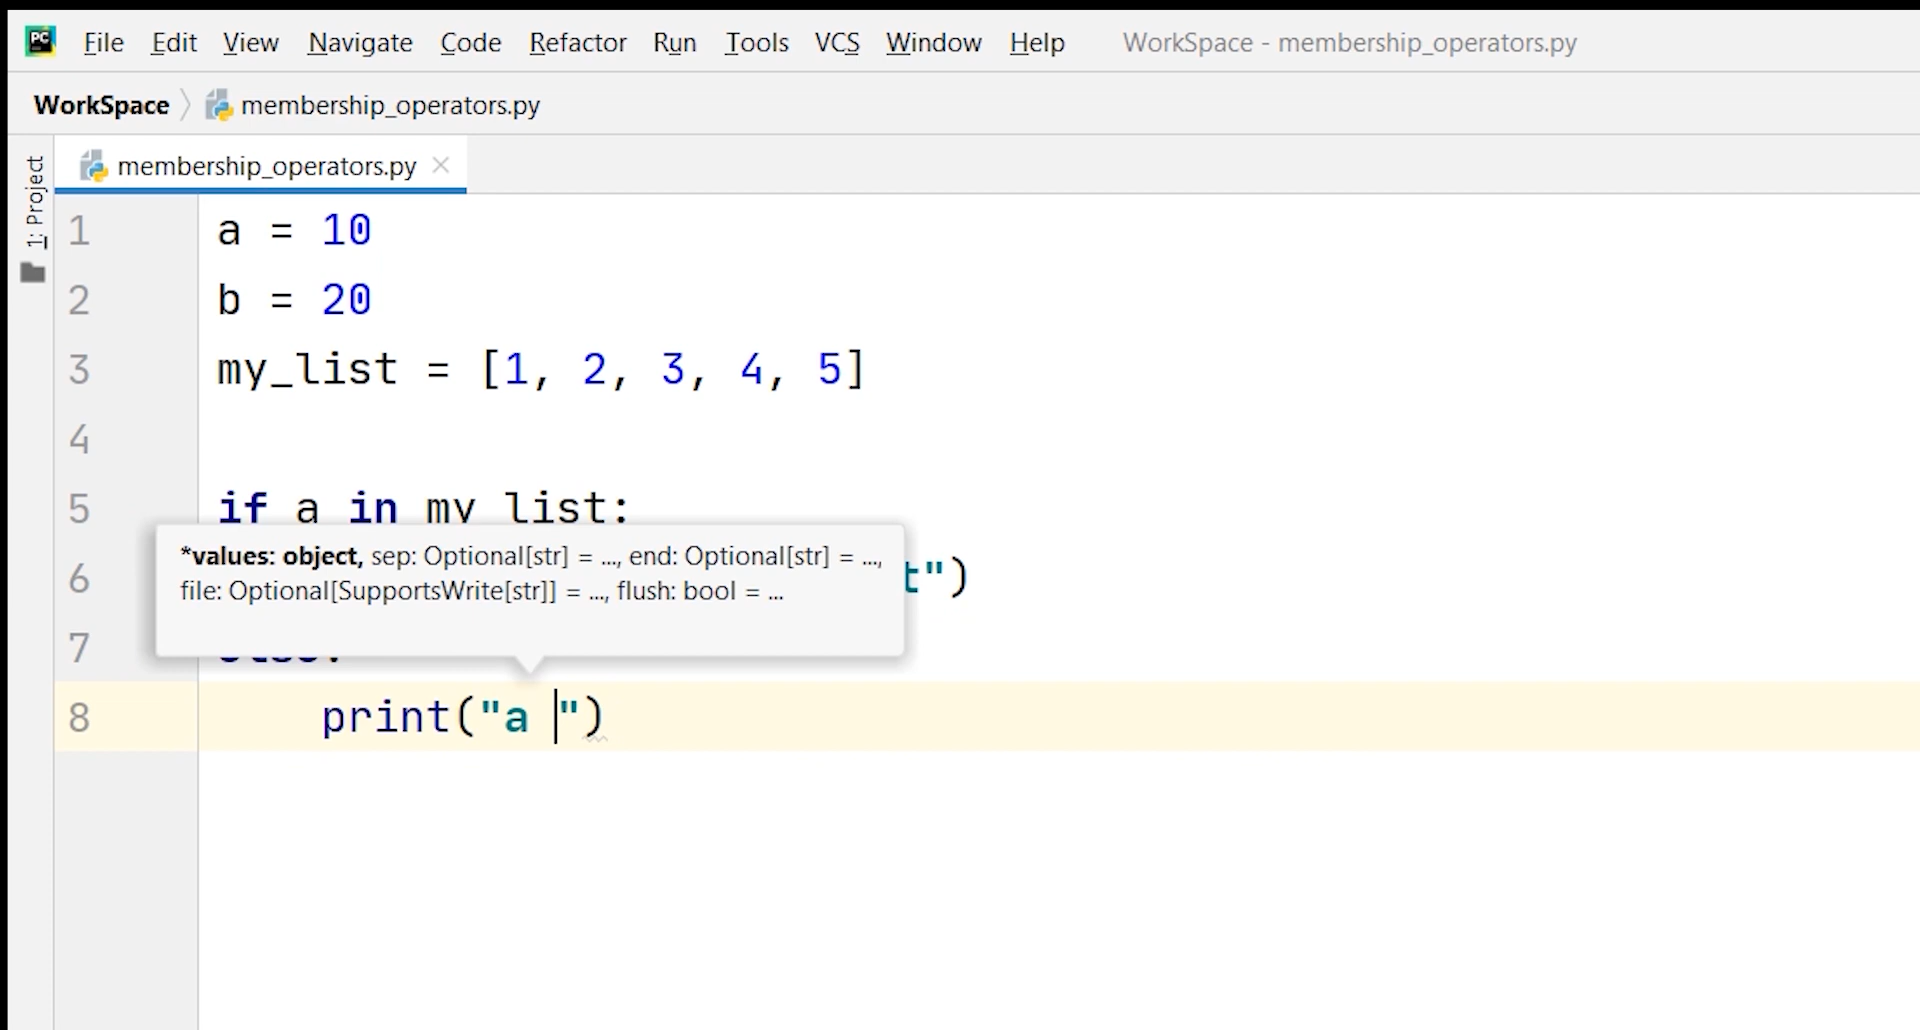 PC File Edit View Navigate Code Refactor Run Tools VCS Window Help WorkSpace - membership_operators.py
WorkSpace membership_operators.py
1: Project
membership_operators.py ×
1 a = 10
2 b = 20
3 my_list = [1, 2, 3, 4, 5]
4
5 if a in my_list:
*values: object, sep: Optional[str] = ..., end: Optional[str] = ...,
file: Optional[SupportsWrite[str]] = ..., flush: bool = ...
6 t")
7 else:
8 print("a ")